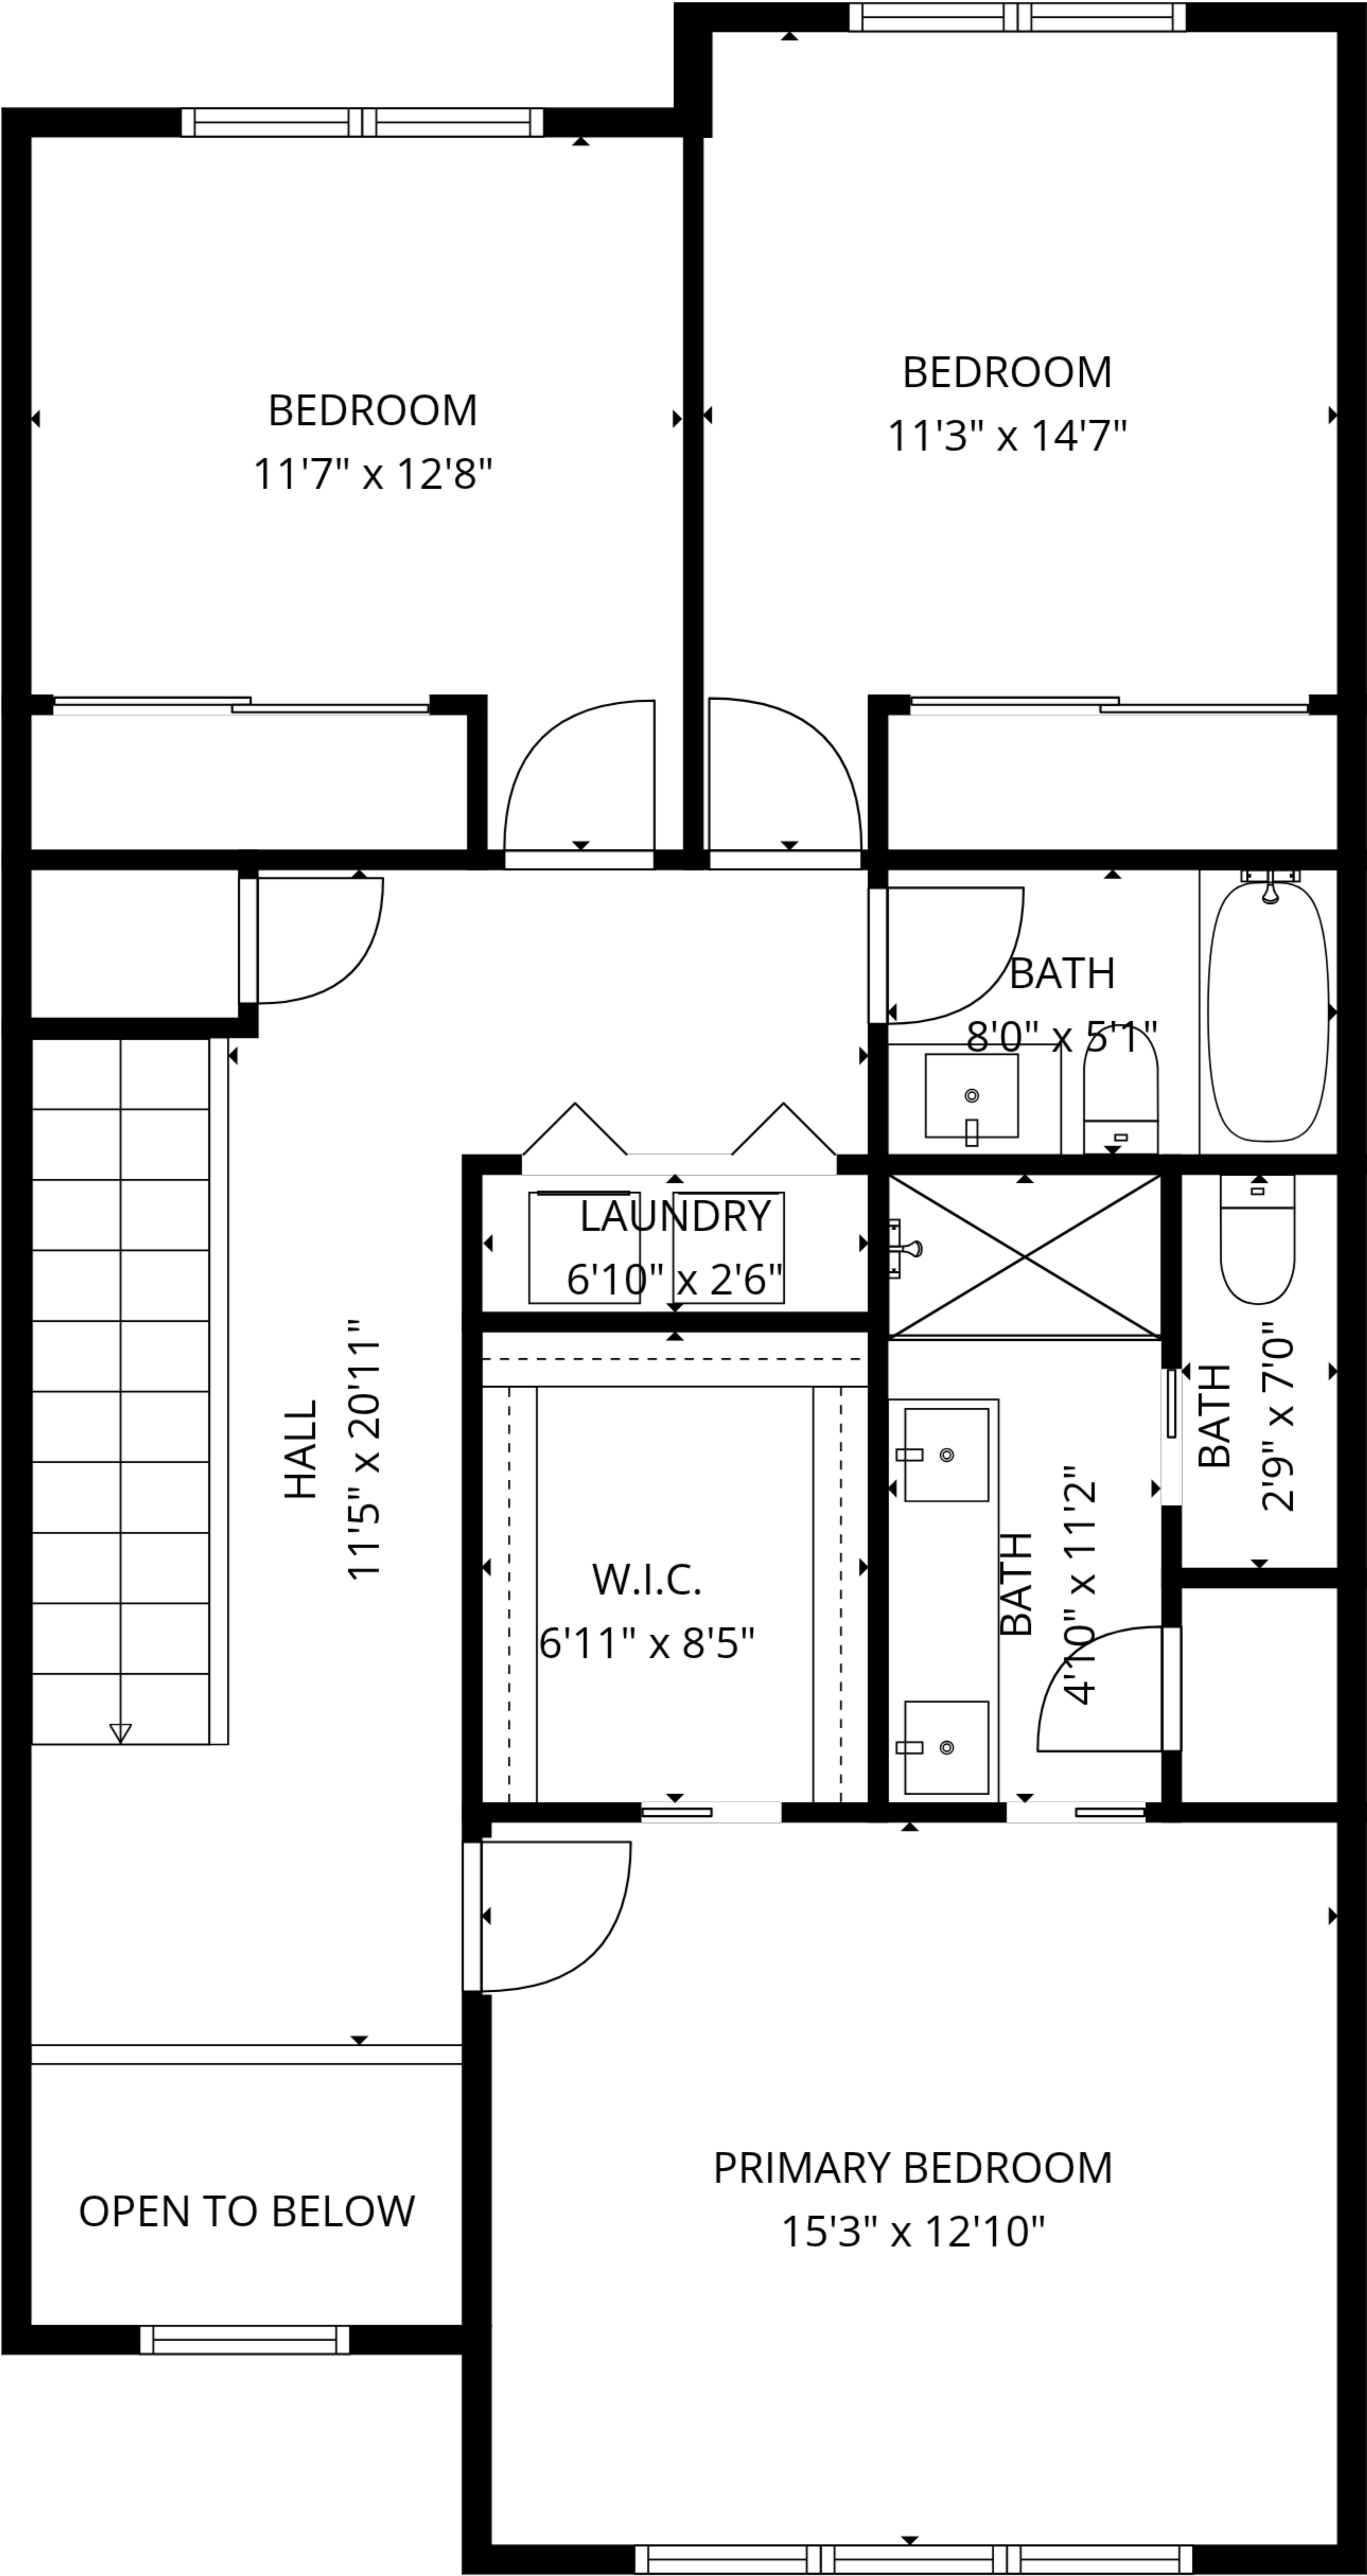 BEDROOM
11'3" x 14'7"
BEDROOM
11'7" x 12'8"
BATH
8'0" x 5'1"
LAUNDRY
6'10" x 2'6"
HALL
11'5" x 20'11"
BATH
2'9" x 7'0"
BATH
4'10" x 11'2"
W.I.C.
6'11" x 8'5"
PRIMARY BEDROOM
15'3" x 12'10"
OPEN TO BELOW